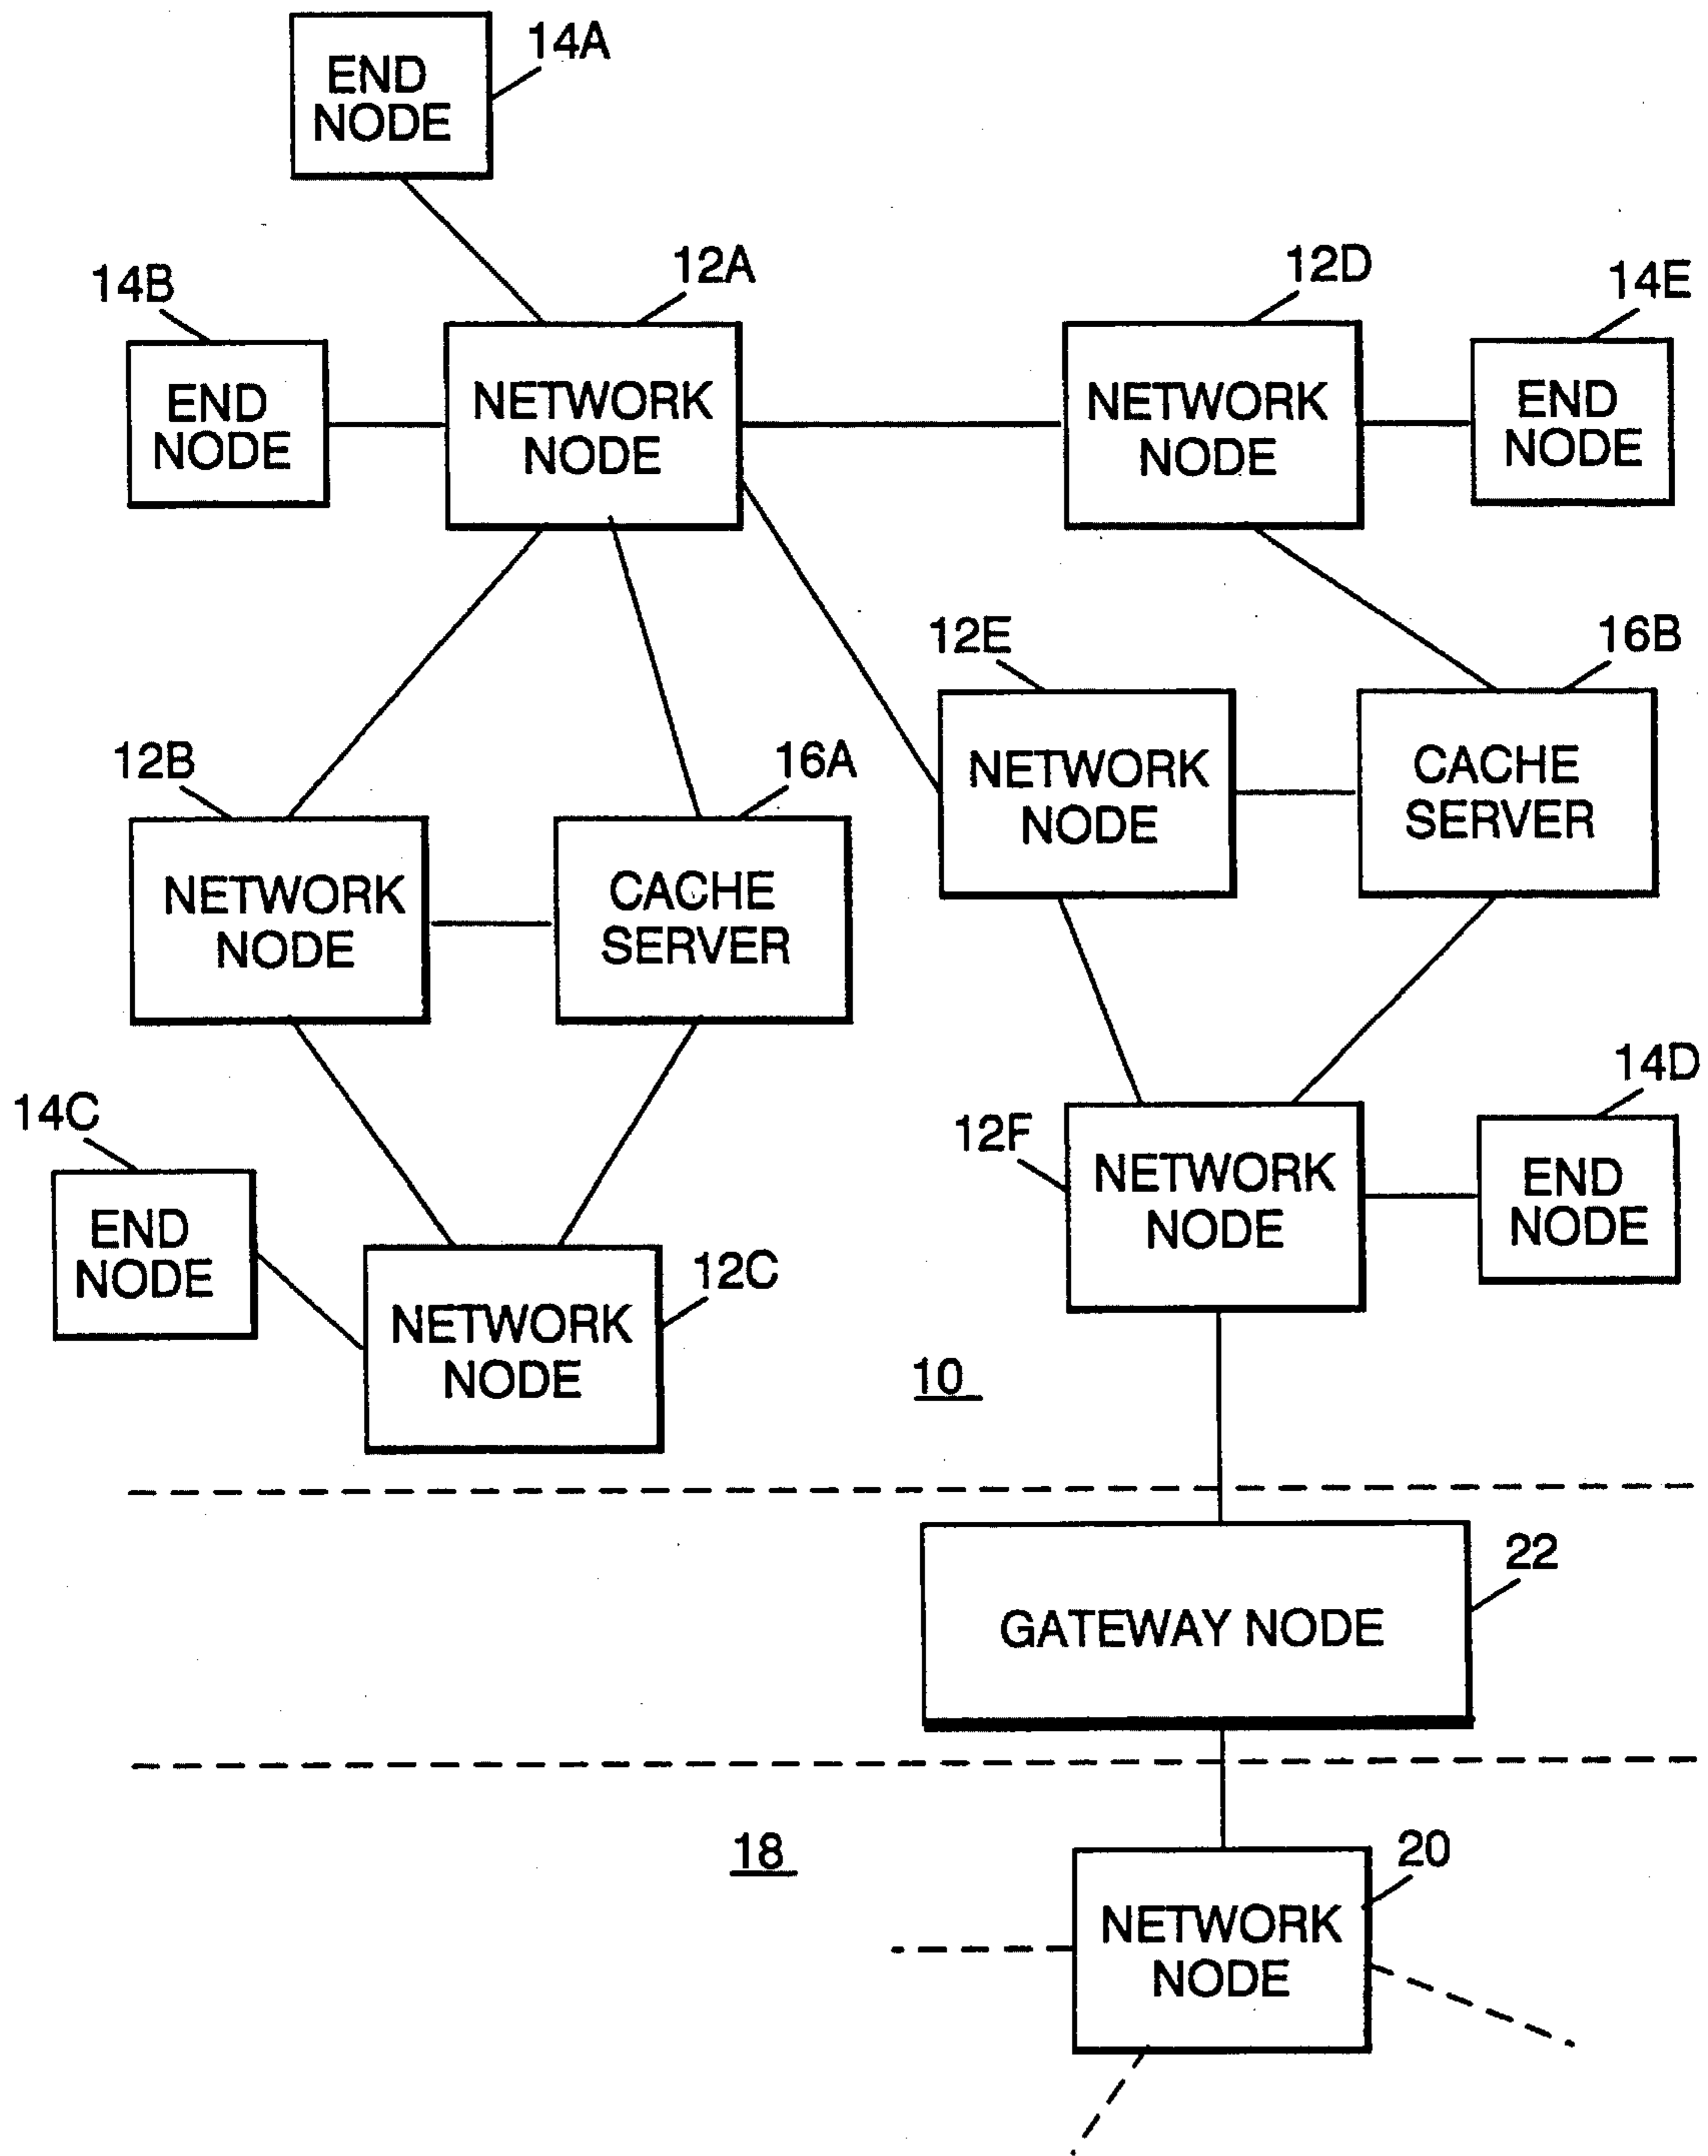 14A
END
NODE
14B
12A
12D
14E
END
NODE
NETWORK
NODE
NETWORK
NODE
END
NODE
12E
16B
12B
16A
NETWORK
NODE
CACHE
SERVER
NETWORK
NODE
CACHE
SERVER
14C
12F
14D
NETWORK
NODE
END
NODE
END
NODE
12C
NETWORK
NODE
10
22
GATEWAY NODE
18
20
NETWORK
NODE